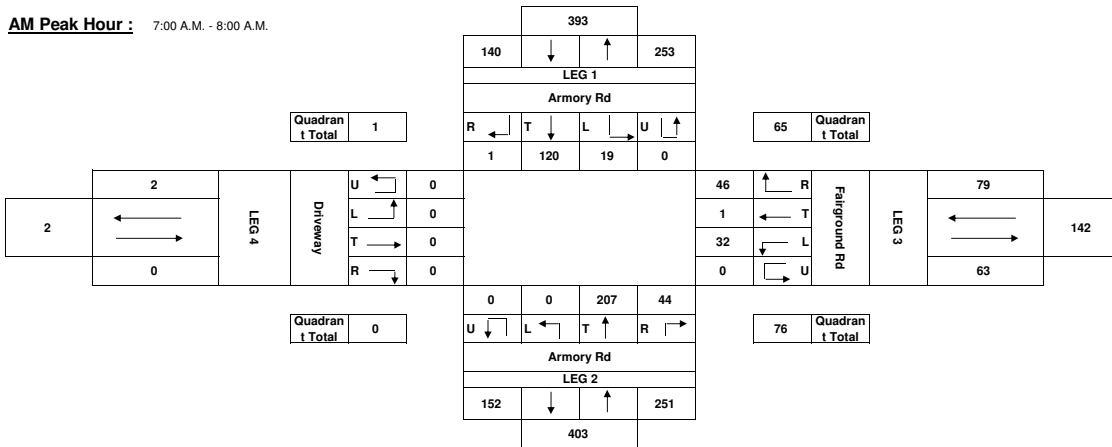 AM Peak Hour : 7:00 A.M. - 8:00 A.M.
393
140 253
LEG 1
Armory Rd
Quadran
t Total 1
R T L U
65 Quadran
t Total
1 120 19 0
2
2
0
LEG 4
Driveway
U 0
L 0
T 0
R 0
46 R
1 T
32 L
0 U
Fairground Rd
LEG 3
79
142
63
0 0 207 44
Quadran
t Total 0
U L T R
76 Quadran
t Total
Armory Rd
LEG 2
152 251
403